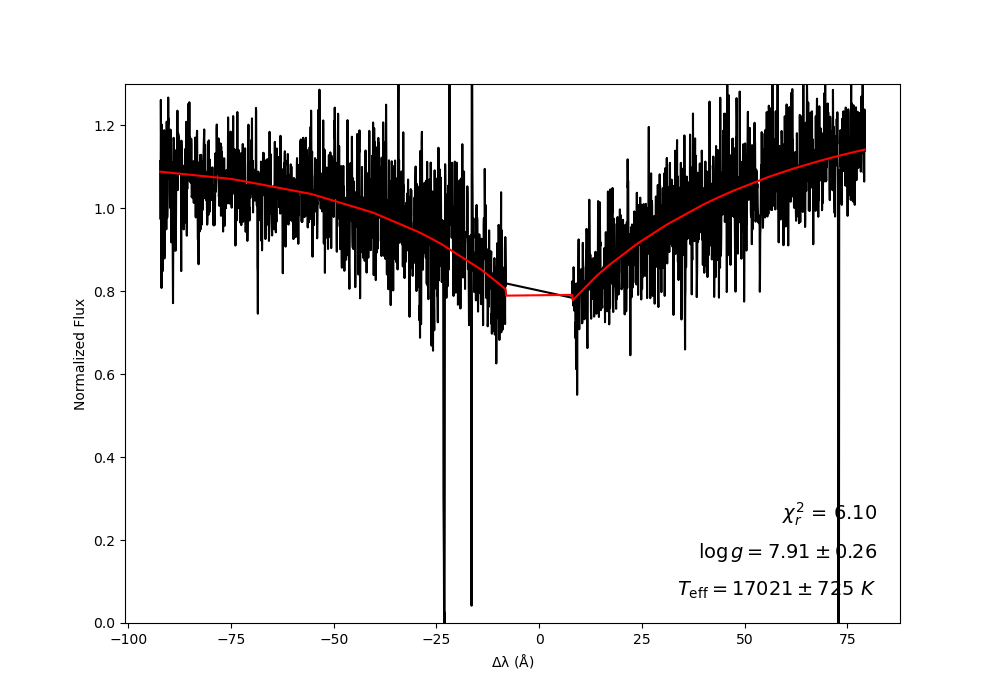 1.2
1.0
0.8
0.6
0.4
0.2
0.0
Normalized Flux
χ²ᵣ = 6.10
log g = 7.91 ± 0.26
T_eff = 17021 ± 725 K
−100 −75 −50 −25 0 25 50 75
Δλ (Å)